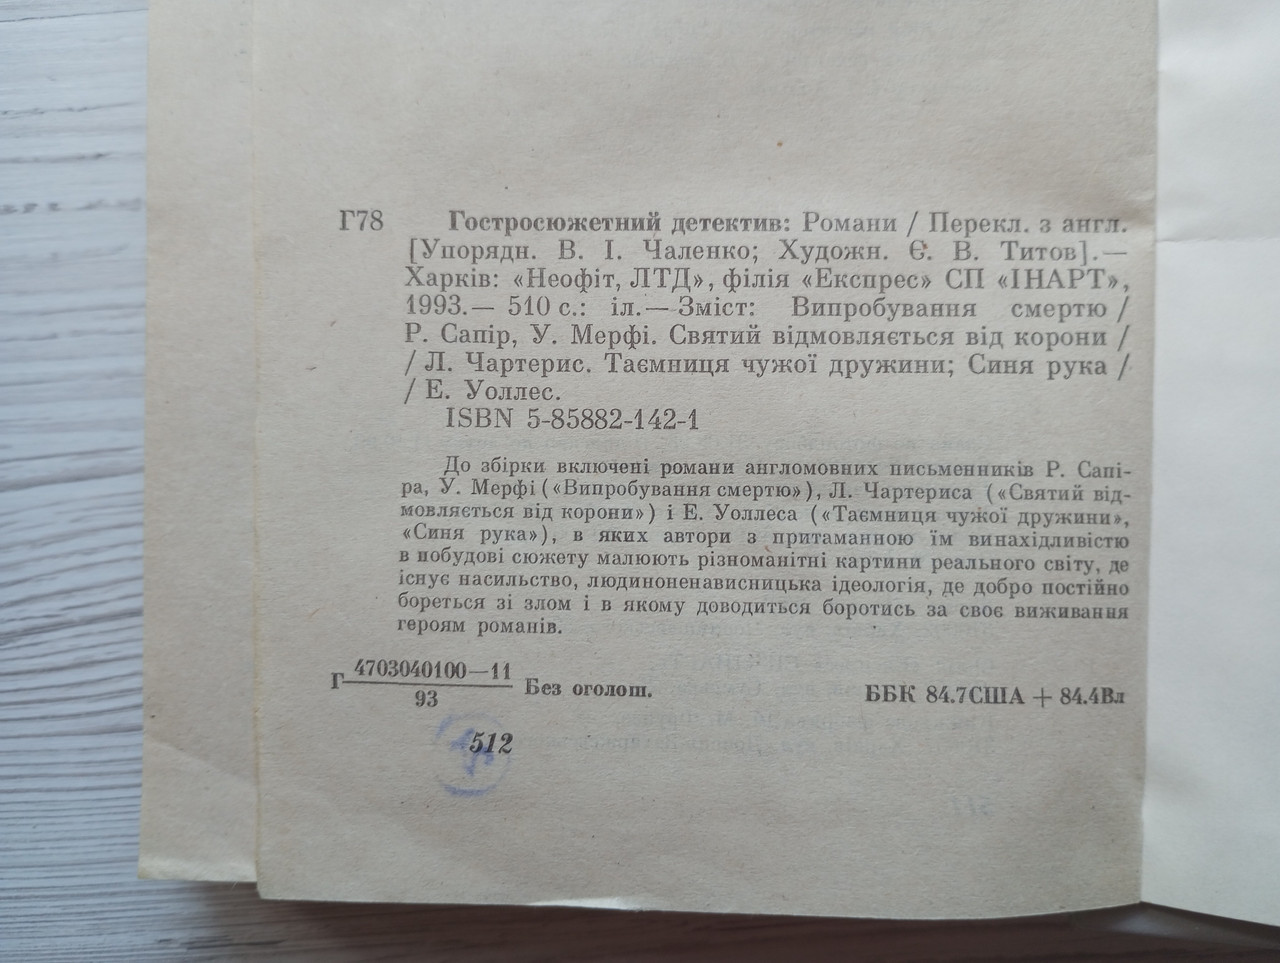 Г78 Гостросюжетний детектив: Романи / Перекл. з англ.
[Упорядн. В. І. Чаленко; Художн. Є. В. Титов].—
Харків: «Неофіт, ЛТД», філія «Експрес» СП «ІНАРТ»,
1993.— 510 с.: іл.— Зміст: Випробування смертю /
Р. Сапір, У. Мерфі. Святий відмовляється від корони /
/ Л. Чартерис. Таємниця чужої дружини; Синя рука /
/ Е. Уоллес.
ISBN 5-85882-142-1
До збірки включені романи англомовних письменників Р. Сапі-
ра, У. Мерфі («Випробування смертю»), Л. Чартериса («Святий від-
мовляється від корони») і Е. Уоллеса («Таємниця чужої дружини»,
«Синя рука»), в яких автори з притаманною їм винахідливістю
в побудові сюжету малюють різноманітні картини реального світу, де
існує насильство, людиноненависницька ідеологія, де добро постійно
бореться зі злом і в якому доводиться боротись за своє виживання
героям романів.
Г 4703040100—11
93
Без оголош.
ББК 84.7США + 84.4Вл
512